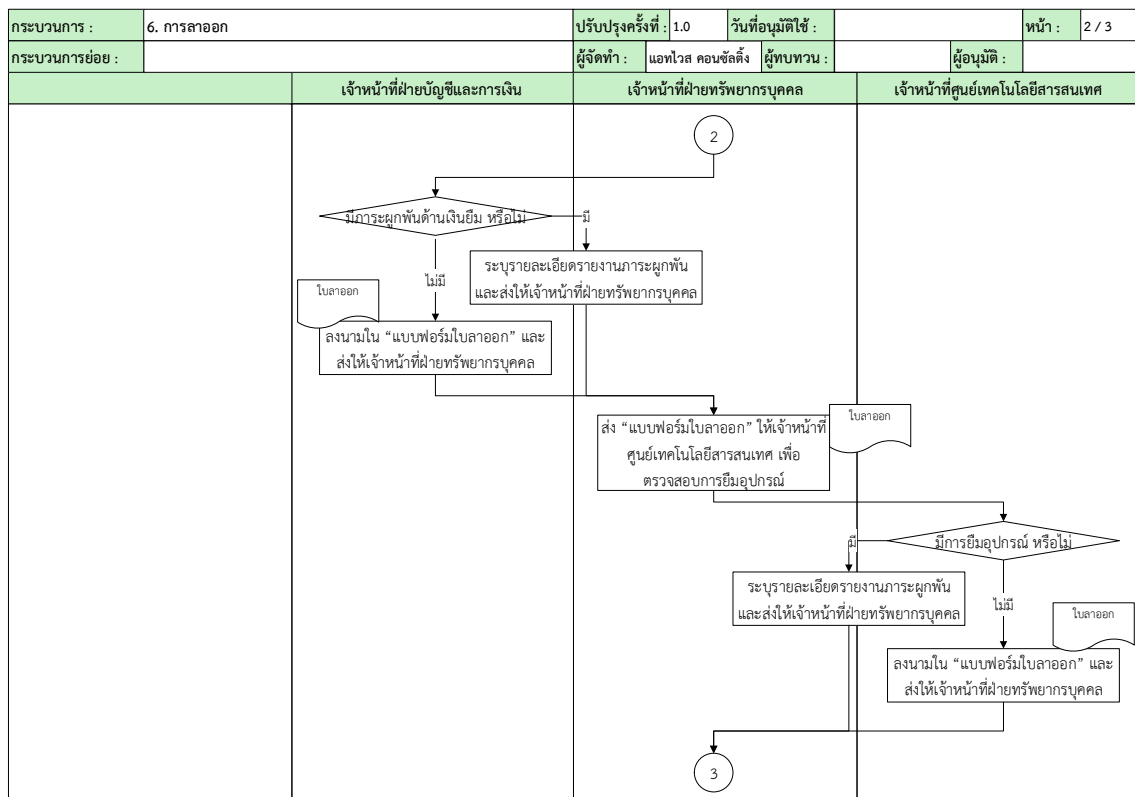 กระบวนการ : 6. การลาออก ปรับปรุงครั้งที่ : 1.0 วันที่อนุมัติใช้ : หน้า : 2 / 3
กระบวนการย่อย : ผู้จัดทำ : แอทไวส คอนซัลติ้ง ผู้ทบทวน : ผู้อนุมัติ :
เจ้าหน้าที่ฝ่ายบัญชีและการเงิน เจ้าหน้าที่ฝ่ายทรัพยากรบุคคล เจ้าหน้าที่ศูนย์เทคโนโลยีสารสนเทศ
2
มีภาระผูกพันด้านเงินยืม หรือไม่
มี
ระบุรายละเอียดรายงานภาระผูกพัน
และส่งให้เจ้าหน้าที่ฝ่ายทรัพยากรบุคคล
ไม่มี
ใบลาออก
ลงนามใน “แบบฟอร์มใบลาออก” และ
ส่งให้เจ้าหน้าที่ฝ่ายทรัพยากรบุคคล
ส่ง “แบบฟอร์มใบลาออก” ให้เจ้าหน้าที่
ศูนย์เทคโนโลยีสารสนเทศ เพื่อ
ตรวจสอบการยืมอุปกรณ์
ใบลาออก
มีการยืมอุปกรณ์ หรือไม่
มี
ระบุรายละเอียดรายงานภาระผูกพัน
และส่งให้เจ้าหน้าที่ฝ่ายทรัพยากรบุคคล
ไม่มี
ใบลาออก
ลงนามใน “แบบฟอร์มใบลาออก” และ
ส่งให้เจ้าหน้าที่ฝ่ายทรัพยากรบุคคล
3